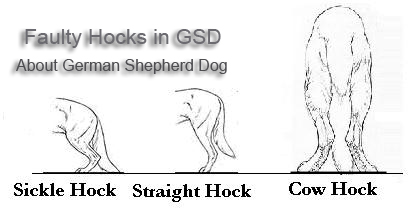 Faulty Hocks in GSD
About German Shepherd Dog
Sickle Hock
Straight Hock
Cow Hock